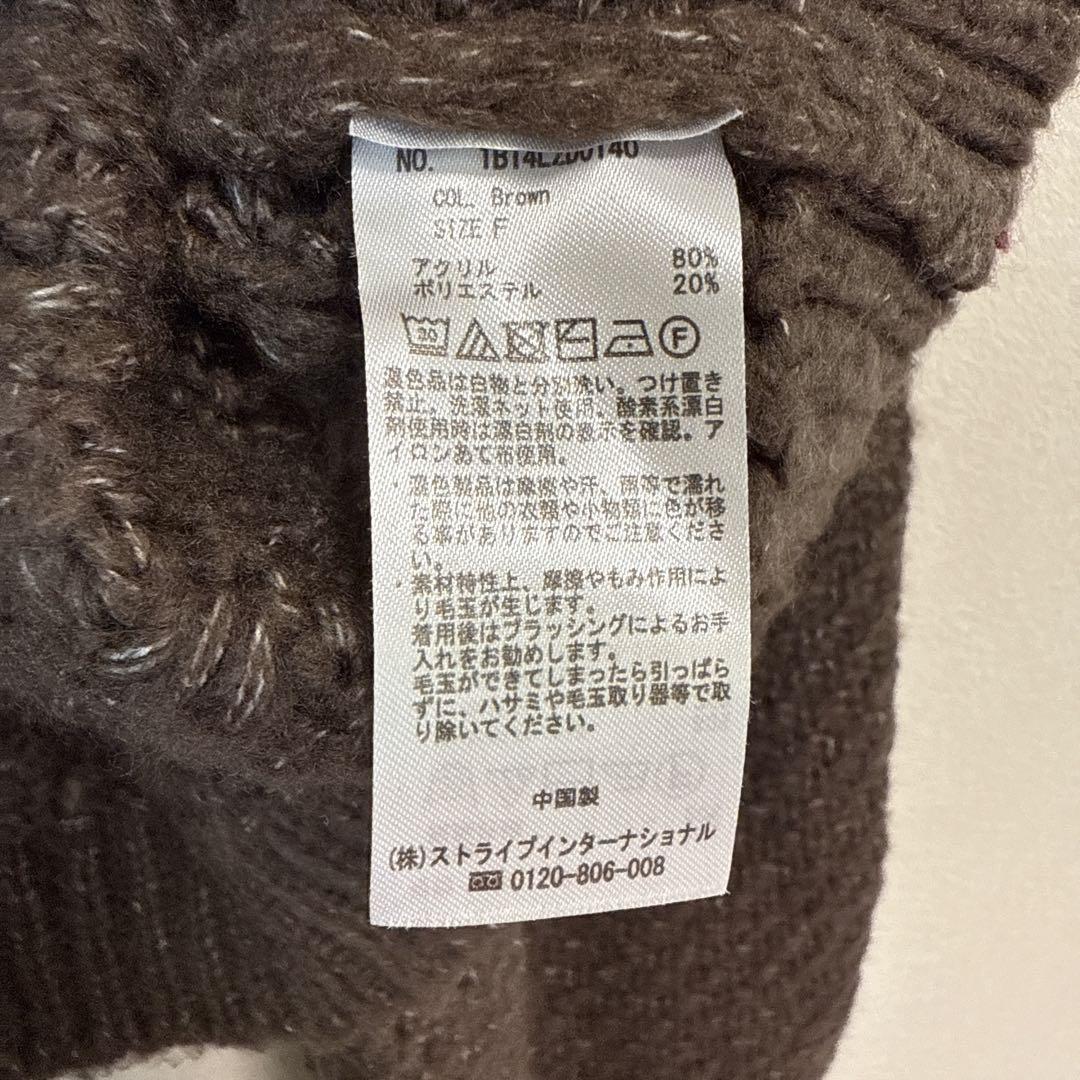 NO. 1B14L2D0140
COL. Brown
SIZE F
アクリル 80%
ポリエステル 20%
濃色品は白物と分別洗い。つけ置き
禁止。洗濯ネット使用。酸素系漂白
剤使用時は漂白剤の表示を確認。ア
イロンあて布使用。
・濃色製品は摩擦や汗、雨等で濡れ
た際に他の衣類や小物類に色が移
る事がありますのでご注意くださ
い。
・素材特性上、摩擦やもみ作用によ
り毛玉が生じます。
着用後はブラッシングによるお手
入れをお勧めします。
毛玉ができてしまったら引っぱら
ずに、ハサミや毛玉取り器等で取
り除いてください。
中国製
(株)ストライプインターナショナル
0120-806-008